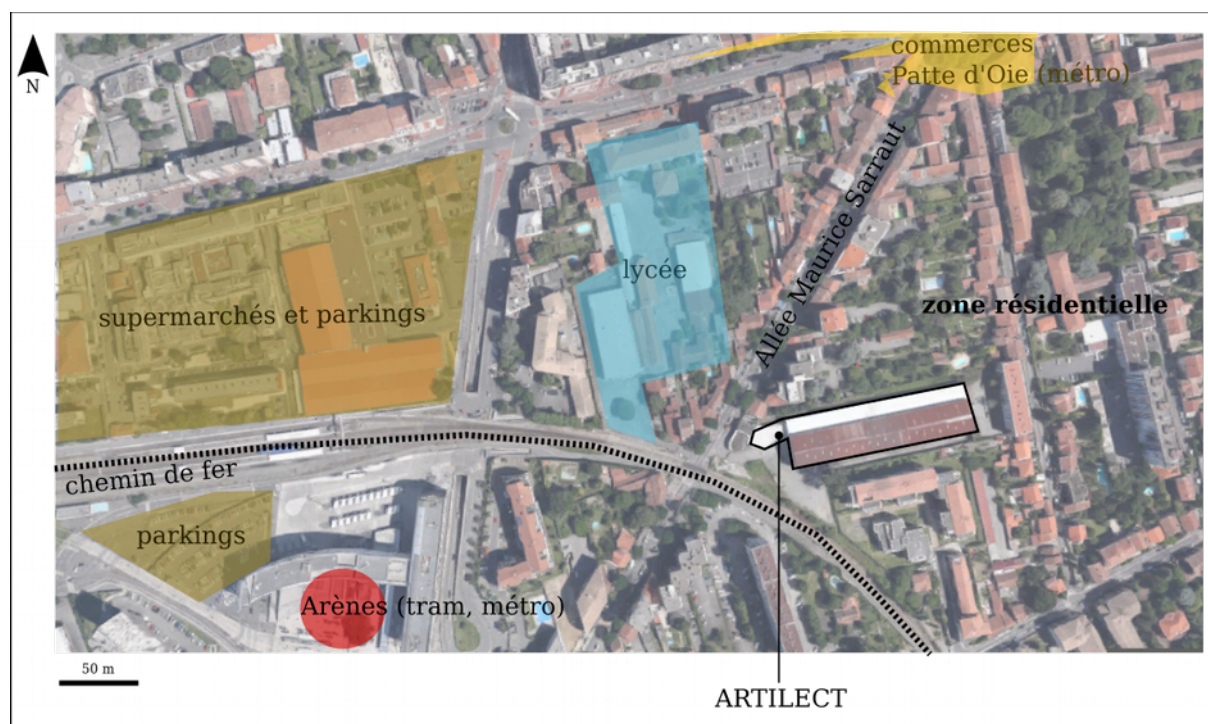 N
commerces
Patte d'Oie (métro)
Allée Maurice Sarraut
lycée
zone résidentielle
supermarchés et parkings
chemin de fer
parkings
Arènes (tram, métro)
50 m
ARTILECT